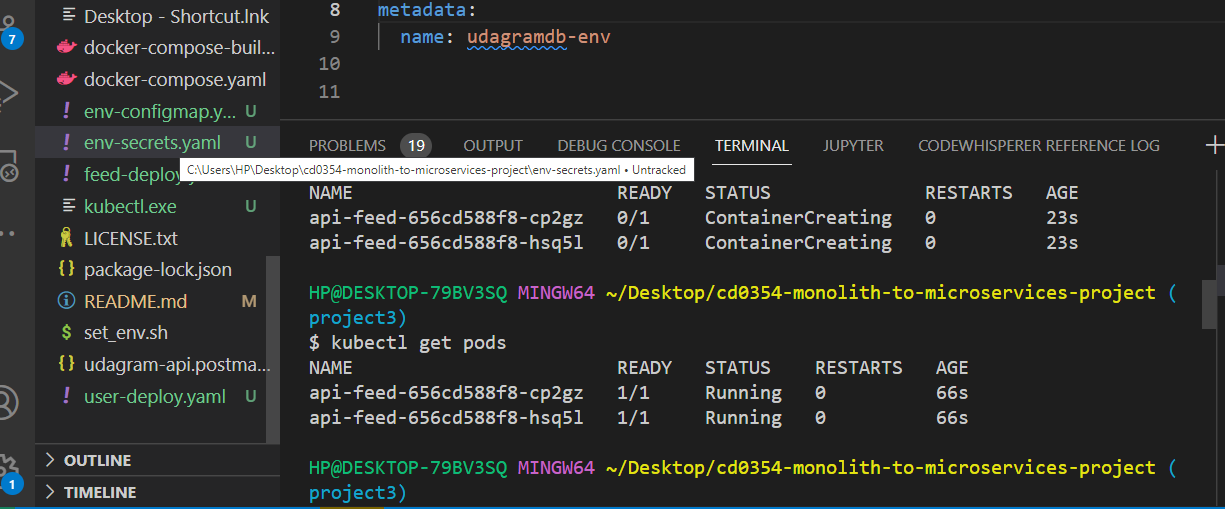 Desktop - Shortcut.lnk
docker-compose-buil...
docker-compose.yaml
env-configmap.y... U
env-secrets.yaml U
feed-deploy.
kubectl.exe U
LICENSE.txt
package-lock.json
README.md M
set_env.sh
udagram-api.postma...
user-deploy.yaml U
OUTLINE
TIMELINE
7
1
8 metadata:
9 name: udagramdb-env
10
11
PROBLEMS 19 OUTPUT DEBUG CONSOLE TERMINAL JUPYTER CODEWHISPERER REFERENCE LOG
C:\Users\HP\Desktop\cd0354-monolith-to-microservices-project\env-secrets.yaml • Untracked
NAME READY STATUS RESTARTS AGE
api-feed-656cd588f8-cp2gz 0/1 ContainerCreating 0 23s
api-feed-656cd588f8-hsq5l 0/1 ContainerCreating 0 23s
HP@DESKTOP-79BV3SQ MINGW64 ~/Desktop/cd0354-monolith-to-microservices-project (
project3)
$ kubectl get pods
NAME READY STATUS RESTARTS AGE
api-feed-656cd588f8-cp2gz 1/1 Running 0 66s
api-feed-656cd588f8-hsq5l 1/1 Running 0 66s
HP@DESKTOP-79BV3SQ MINGW64 ~/Desktop/cd0354-monolith-to-microservices-project (
project3)